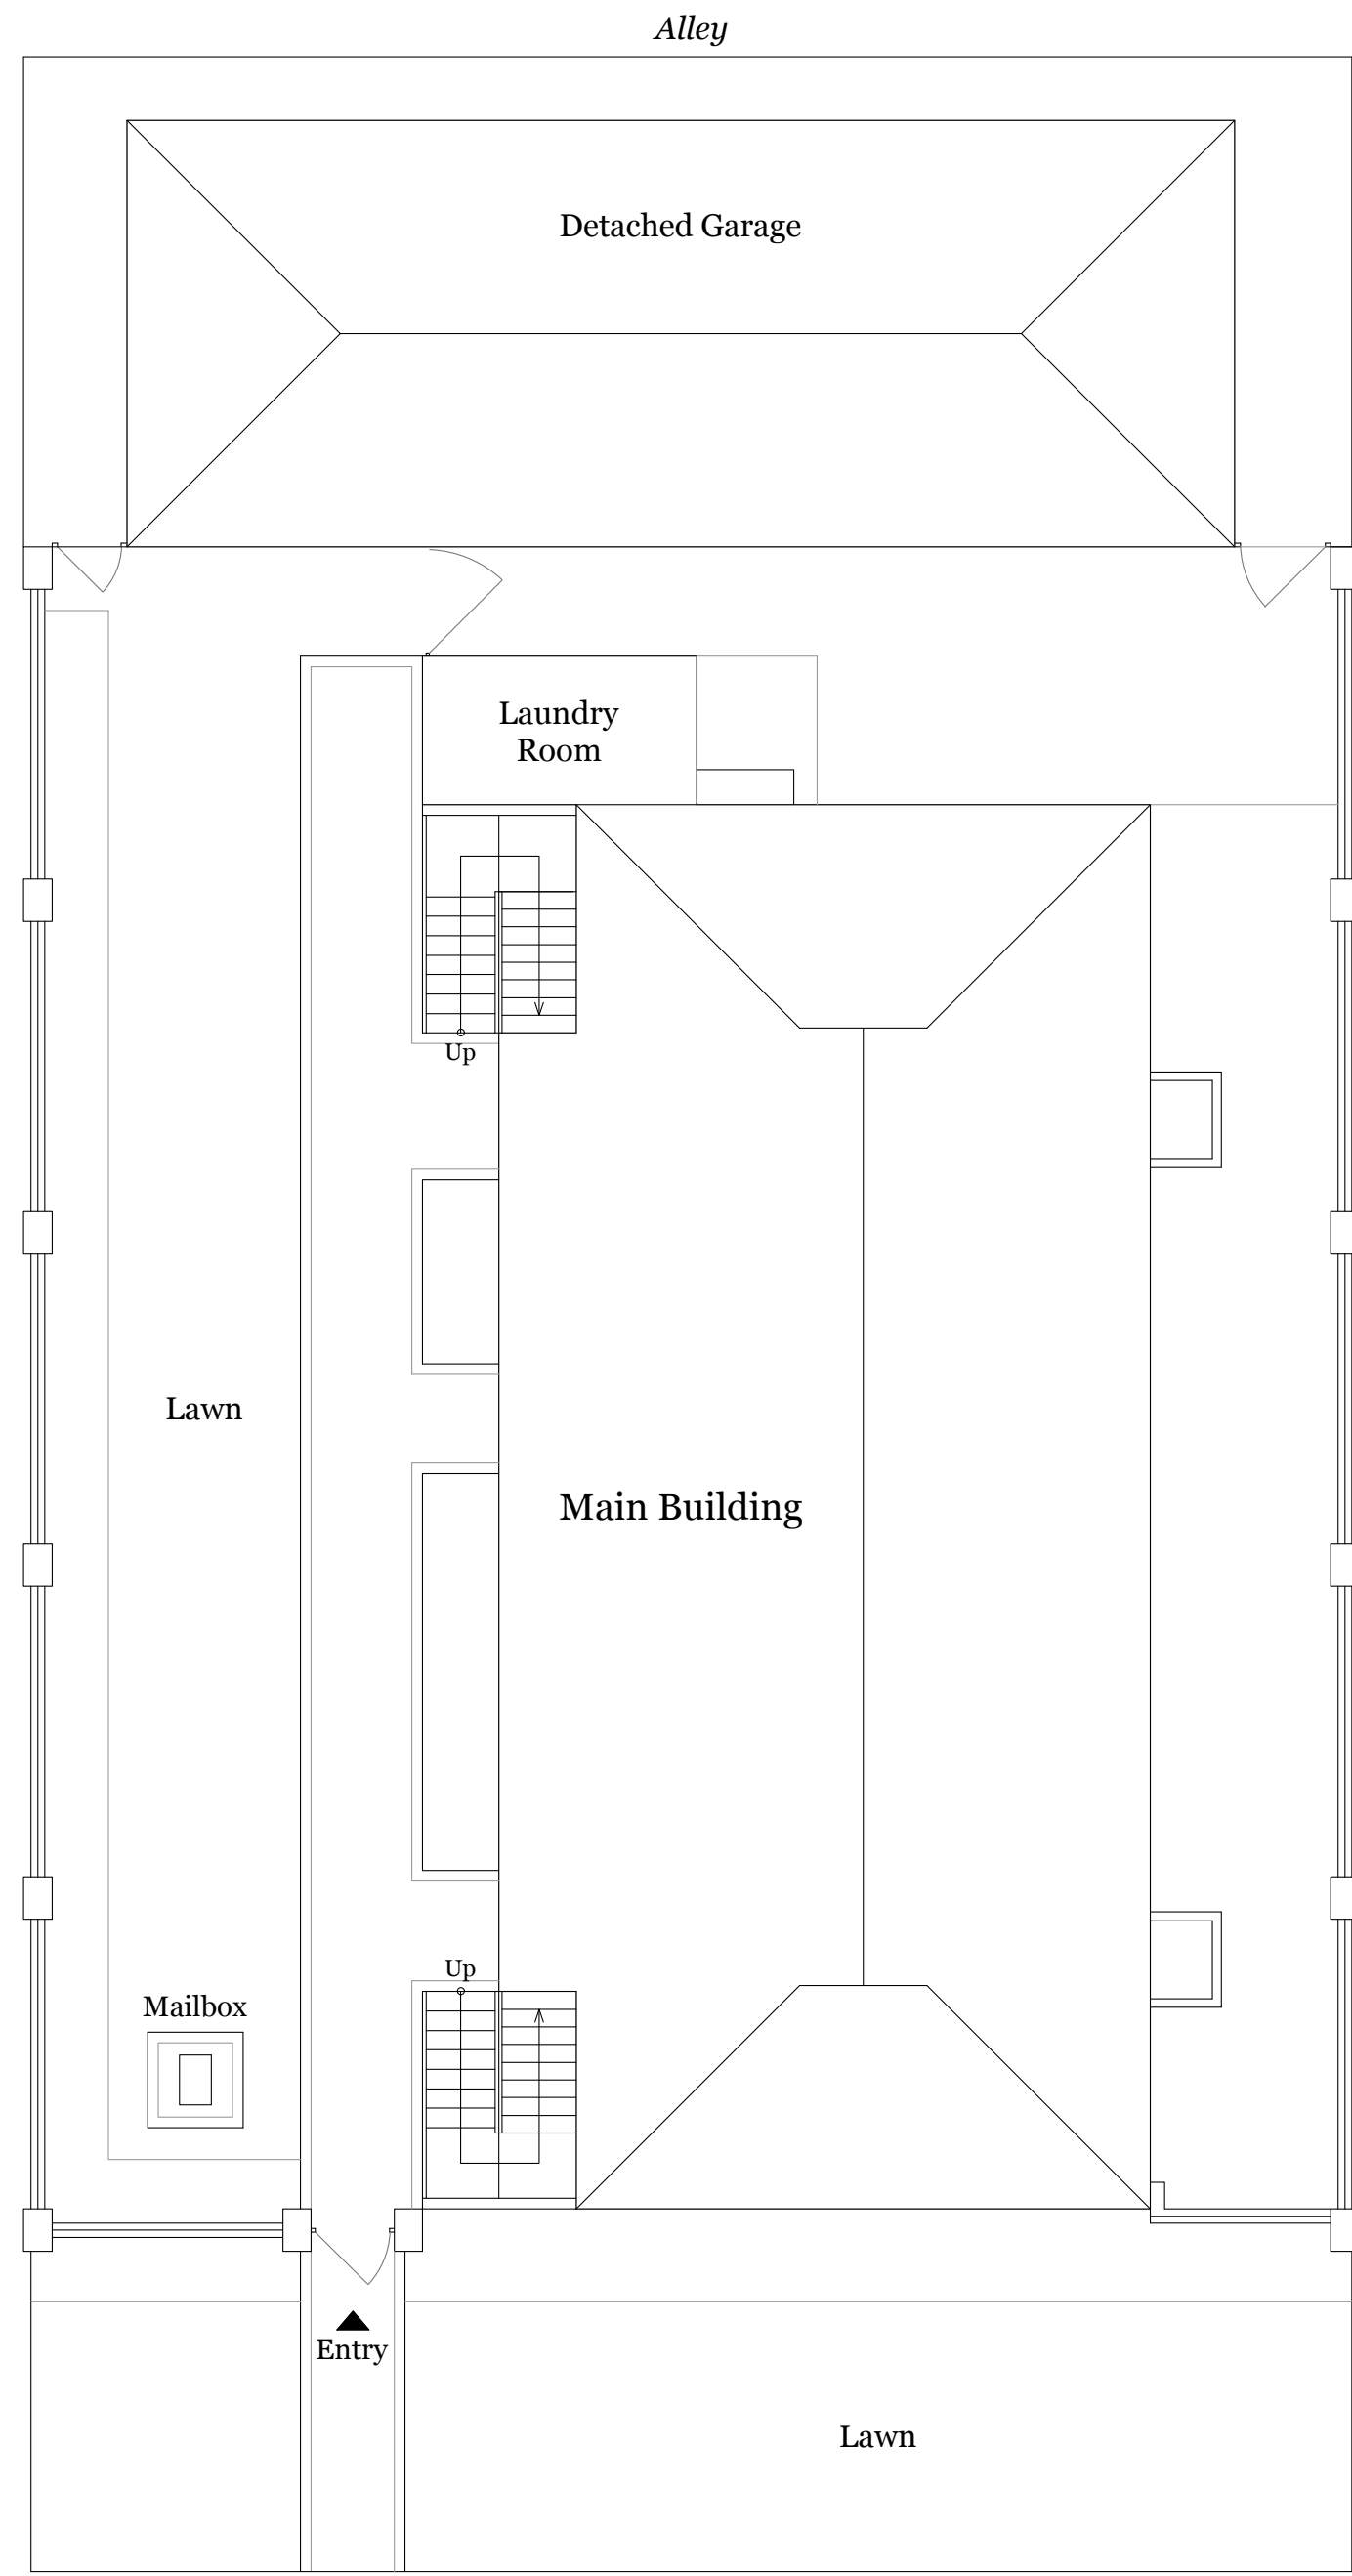 Alley
Detached Garage
Laundry
Room
Up
Lawn
Main Building
Up
Mailbox
Entry
Lawn